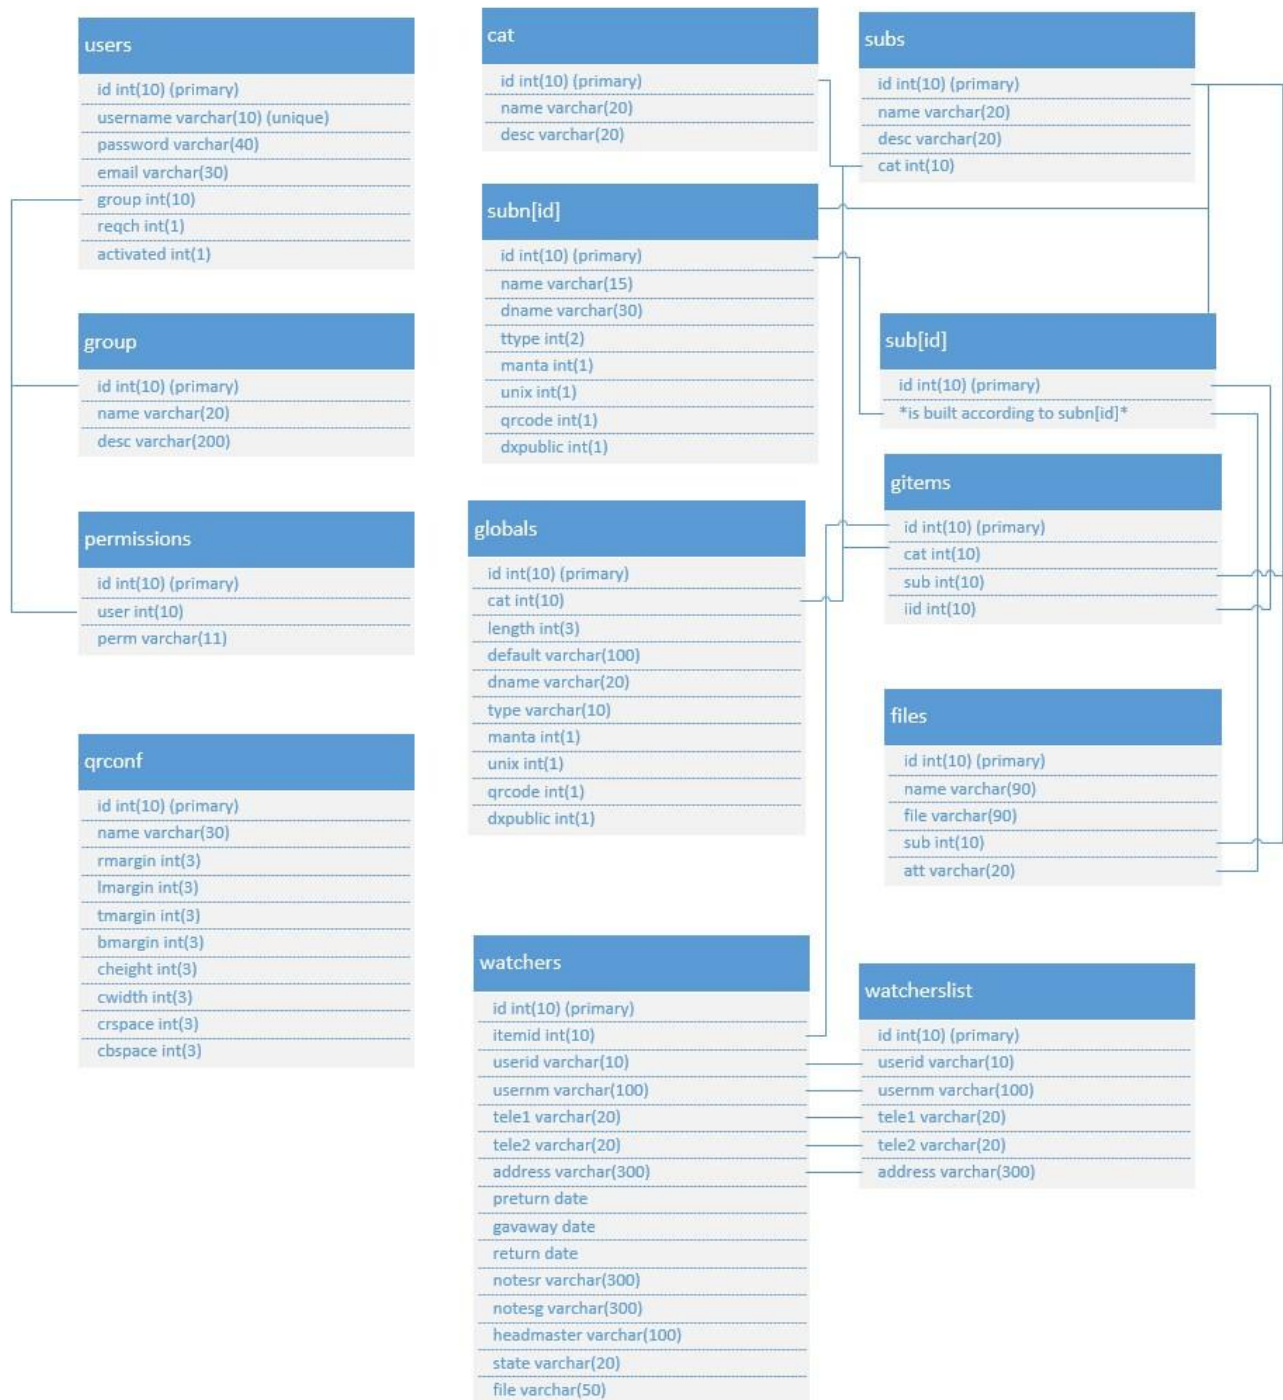 users
id int(10) (primary)
username varchar(10) (unique)
password varchar(40)
email varchar(30)
group int(10)
reqch int(1)
activated int(1)
group
id int(10) (primary)
name varchar(20)
desc varchar(200)
permissions
id int(10) (primary)
user int(10)
perm varchar(11)
qrconf
id int(10) (primary)
name varchar(30)
rmargin int(3)
lmargin int(3)
tmargin int(3)
bmargin int(3)
cheight int(3)
cwidth int(3)
crspace int(3)
cbspace int(3)
cat
id int(10) (primary)
name varchar(20)
desc varchar(20)
subn[id]
id int(10) (primary)
name varchar(15)
dname varchar(30)
ttype int(2)
manta int(1)
unix int(1)
qrcode int(1)
dxpublic int(1)
globals
id int(10) (primary)
cat int(10)
length int(3)
default varchar(100)
dname varchar(20)
type varchar(10)
manta int(1)
unix int(1)
qrcode int(1)
dxpublic int(1)
watchers
id int(10) (primary)
itemid int(10)
userid varchar(10)
usernm varchar(100)
tele1 varchar(20)
tele2 varchar(20)
address varchar(300)
preturn date
gavaway date
return date
notesr varchar(300)
notesg varchar(300)
headmaster varchar(100)
state varchar(20)
file varchar(50)
subs
id int(10) (primary)
name varchar(20)
desc varchar(20)
cat int(10)
sub[id]
id int(10) (primary)
*is built according to subn[id]*
gitems
id int(10) (primary)
cat int(10)
sub int(10)
iid int(10)
files
id int(10) (primary)
name varchar(90)
file varchar(90)
sub int(10)
att varchar(20)
watcherslist
id int(10) (primary)
userid varchar(10)
usernm varchar(100)
tele1 varchar(20)
tele2 varchar(20)
address varchar(300)